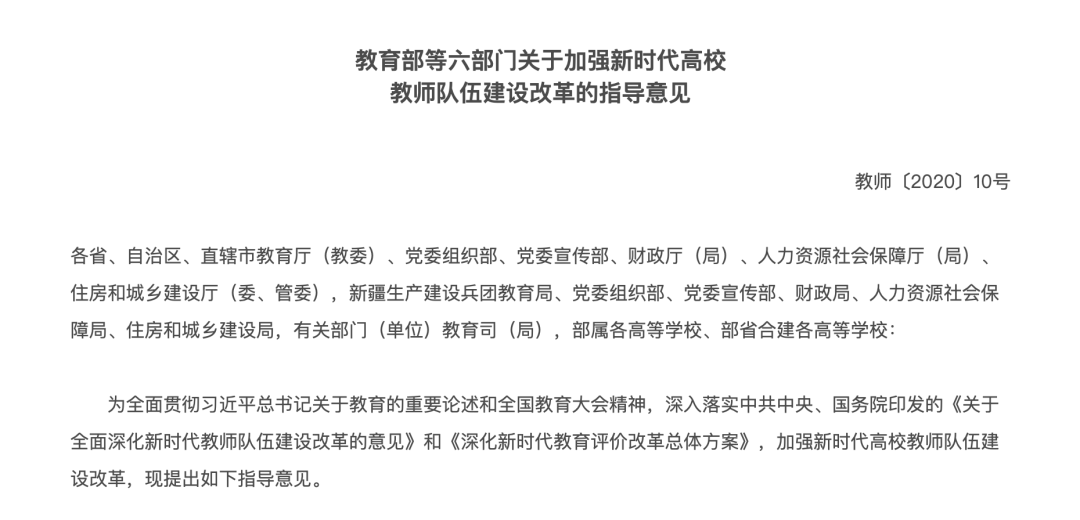 教育部等六部门关于加强新时代高校
教师队伍建设改革的指导意见
教师〔2020〕10号
各省、自治区、直辖市教育厅（教委）、党委组织部、党委宣传部、财政厅（局）、人力资源社会保障厅（局）、
住房和城乡建设厅（委、管委），新疆生产建设兵团教育局、党委组织部、党委宣传部、财政局、人力资源社会保
障局、住房和城乡建设局，有关部门（单位）教育司（局），部属各高等学校、部省合建各高等学校：
为全面贯彻习近平总书记关于教育的重要论述和全国教育大会精神，深入落实中共中央、国务院印发的《关于
全面深化新时代教师队伍建设改革的意见》和《深化新时代教育评价改革总体方案》，加强新时代高校教师队伍建
设改革，现提出如下指导意见。